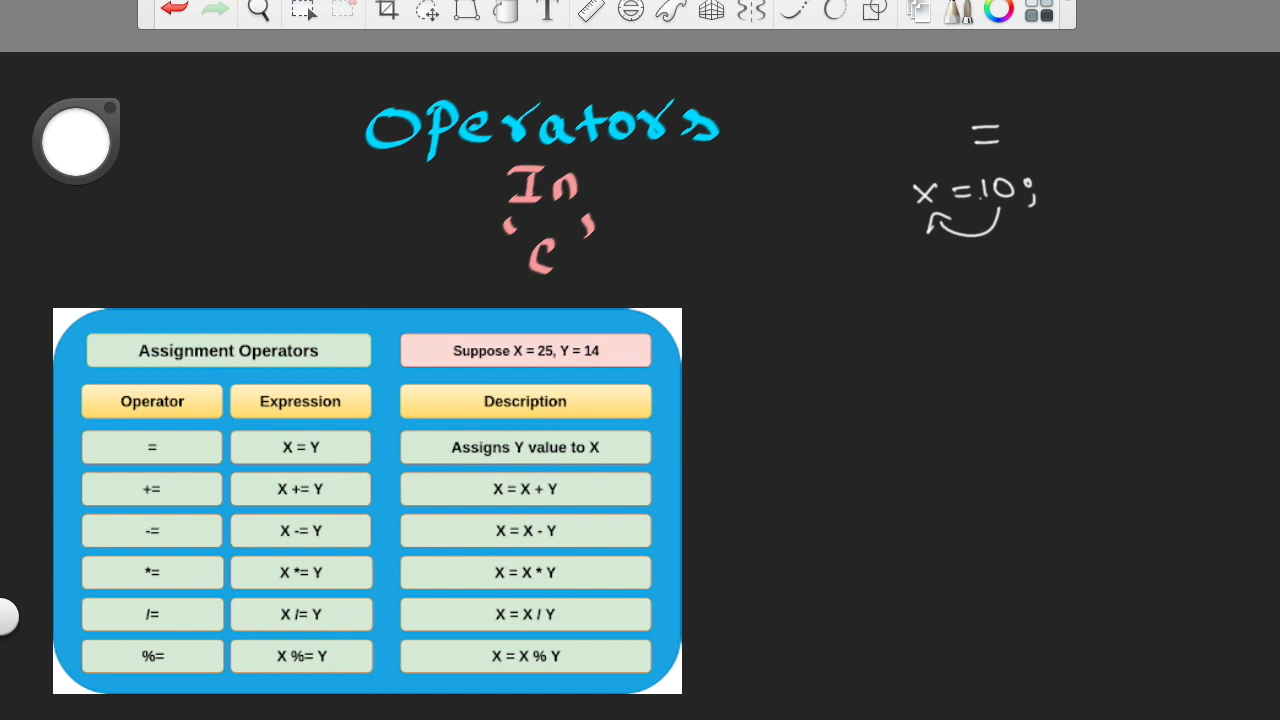 Operators
In
' C '
=
x = 10;
Assignment Operators Suppose X = 25, Y = 14
Operator Expression Description
= X = Y Assigns Y value to X
+= X += Y X = X + Y
-= X -= Y X = X - Y
*= X *= Y X = X * Y
/= X /= Y X = X / Y
%= X %= Y X = X % Y